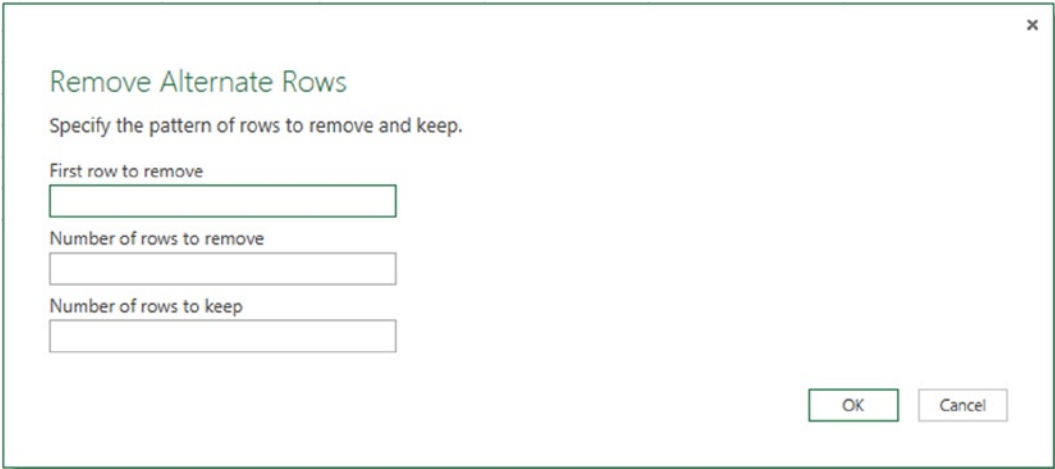 Remove Alternate Rows
Specify the pattern of rows to remove and keep.
First row to remove
Number of rows to remove
Number of rows to keep
OK Cancel